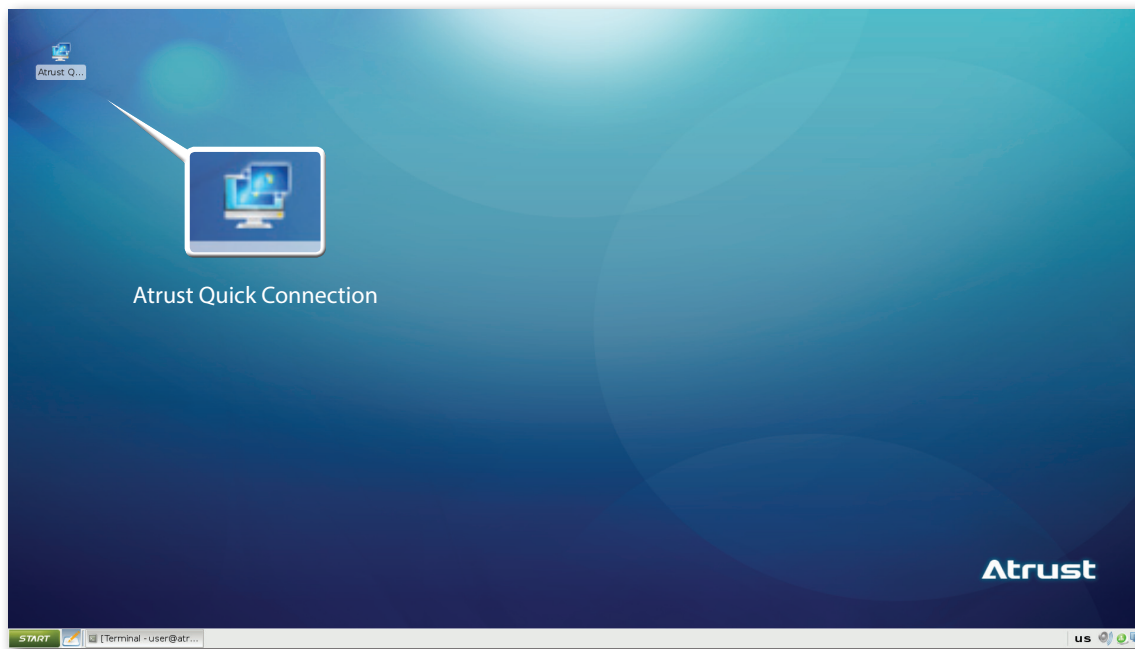 Atrust Q...
Atrust Quick Connection
Atrust
START
[Terminal - user@atr...
us